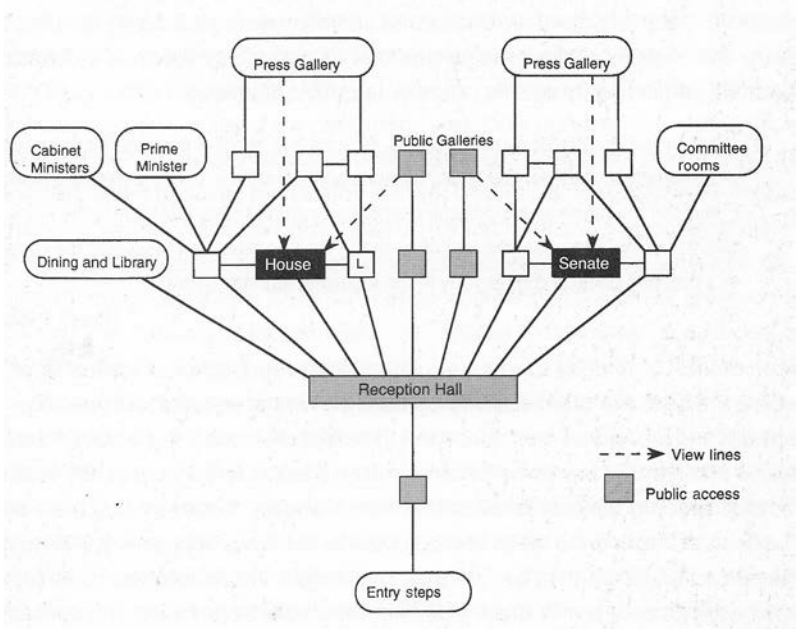 Press Gallery
Press Gallery
Public Galleries
Cabinet
Ministers
Prime
Minister
Committee
rooms
Dining and Library
House
L
Senate
Reception Hall
View lines
Public access
Entry steps